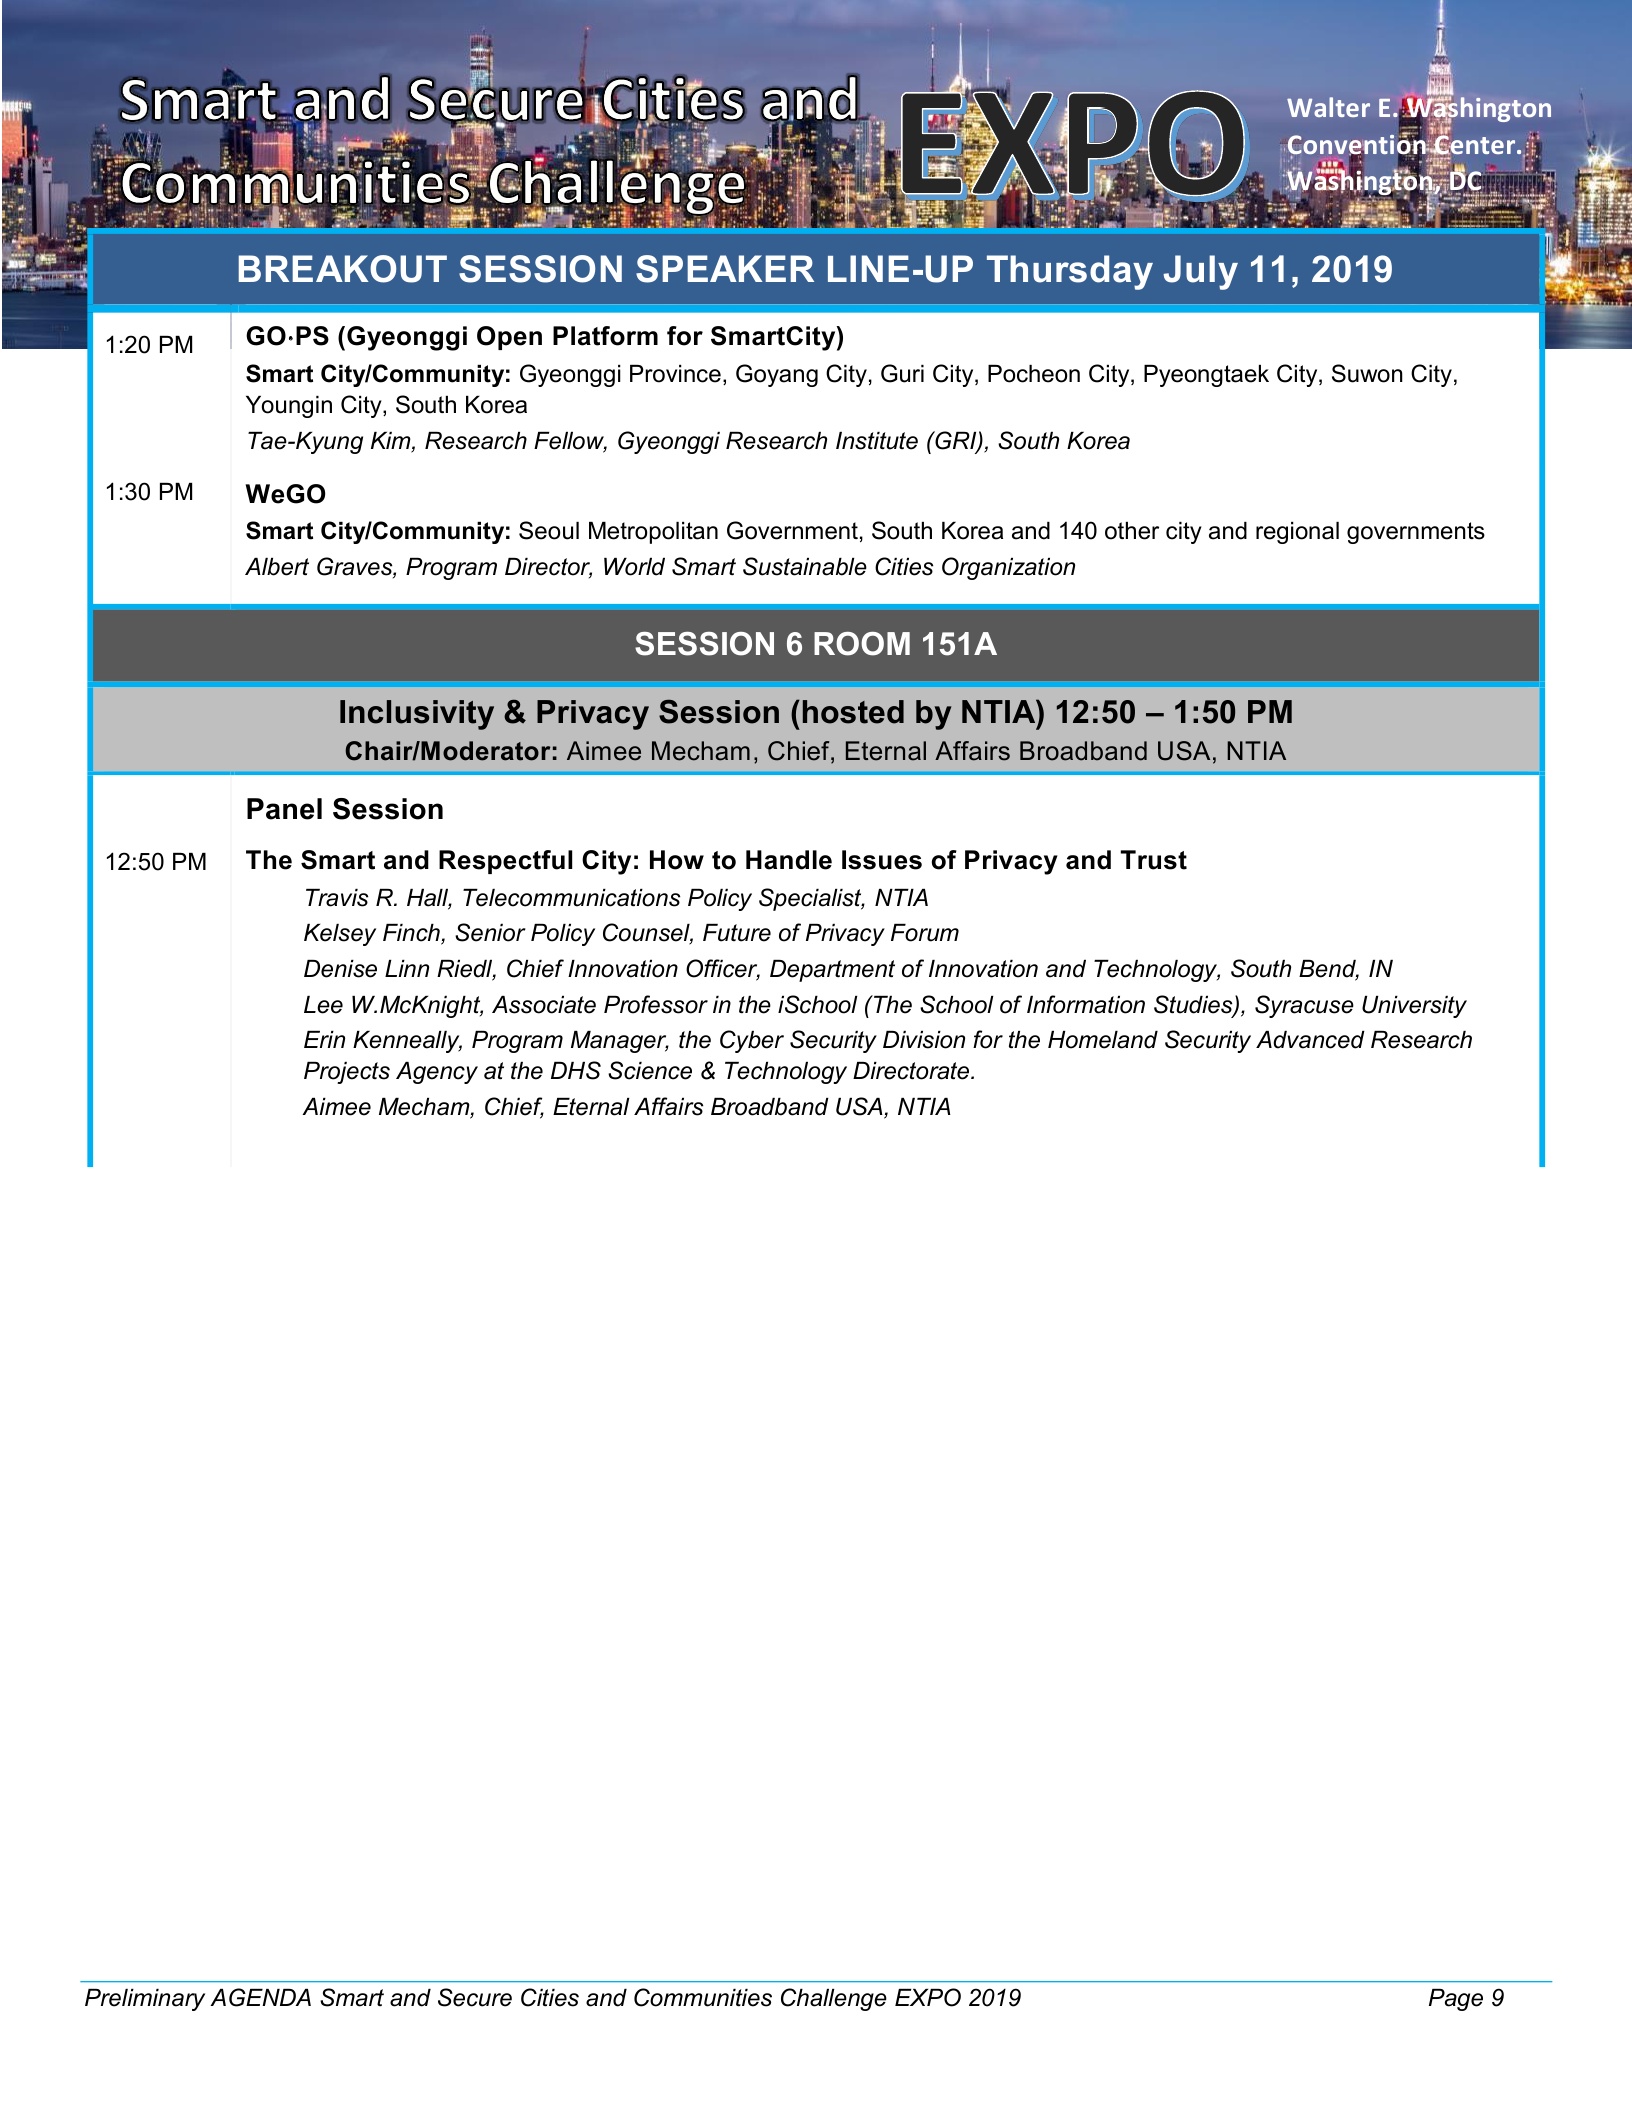 Smart and Secure Cities and
Communities Challenge
EXPO
Walter E. Washington
Convention Center.
Washington, DC
BREAKOUT SESSION SPEAKER LINE-UP Thursday July 11, 2019
1:20 PM
GO·PS (Gyeonggi Open Platform for SmartCity)
Smart City/Community: Gyeonggi Province, Goyang City, Guri City, Pocheon City, Pyeongtaek City, Suwon City,
Youngin City, South Korea
Tae-Kyung Kim, Research Fellow, Gyeonggi Research Institute (GRI), South Korea
1:30 PM
WeGO
Smart City/Community: Seoul Metropolitan Government, South Korea and 140 other city and regional governments
Albert Graves, Program Director, World Smart Sustainable Cities Organization
SESSION 6 ROOM 151A
Inclusivity & Privacy Session (hosted by NTIA) 12:50 – 1:50 PM
Chair/Moderator: Aimee Mecham, Chief, Eternal Affairs Broadband USA, NTIA
Panel Session
12:50 PM
The Smart and Respectful City: How to Handle Issues of Privacy and Trust
Travis R. Hall, Telecommunications Policy Specialist, NTIA
Kelsey Finch, Senior Policy Counsel, Future of Privacy Forum
Denise Linn Riedl, Chief Innovation Officer, Department of Innovation and Technology, South Bend, IN
Lee W.McKnight, Associate Professor in the iSchool (The School of Information Studies), Syracuse University
Erin Kenneally, Program Manager, the Cyber Security Division for the Homeland Security Advanced Research
Projects Agency at the DHS Science & Technology Directorate.
Aimee Mecham, Chief, Eternal Affairs Broadband USA, NTIA
Preliminary AGENDA Smart and Secure Cities and Communities Challenge EXPO 2019
Page 9